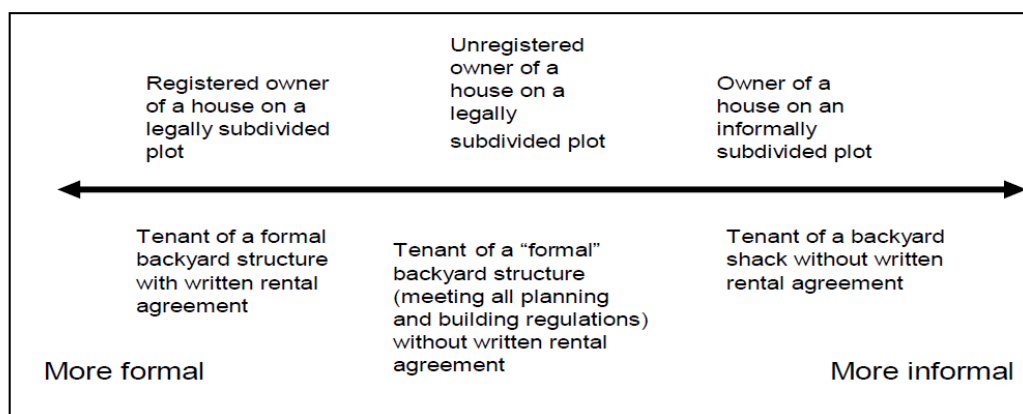 Registered owner
of a house on a
legally subdivided
plot
Unregistered
owner of a
house on a
legally
subdivided plot
Owner of a
house on an
informally
subdivided plot
Tenant of a formal
backyard structure
with written rental
agreement
Tenant of a “formal”
backyard structure
(meeting all planning
and building regulations)
without written rental
agreement
Tenant of a backyard
shack without written
rental agreement
More formal
More informal